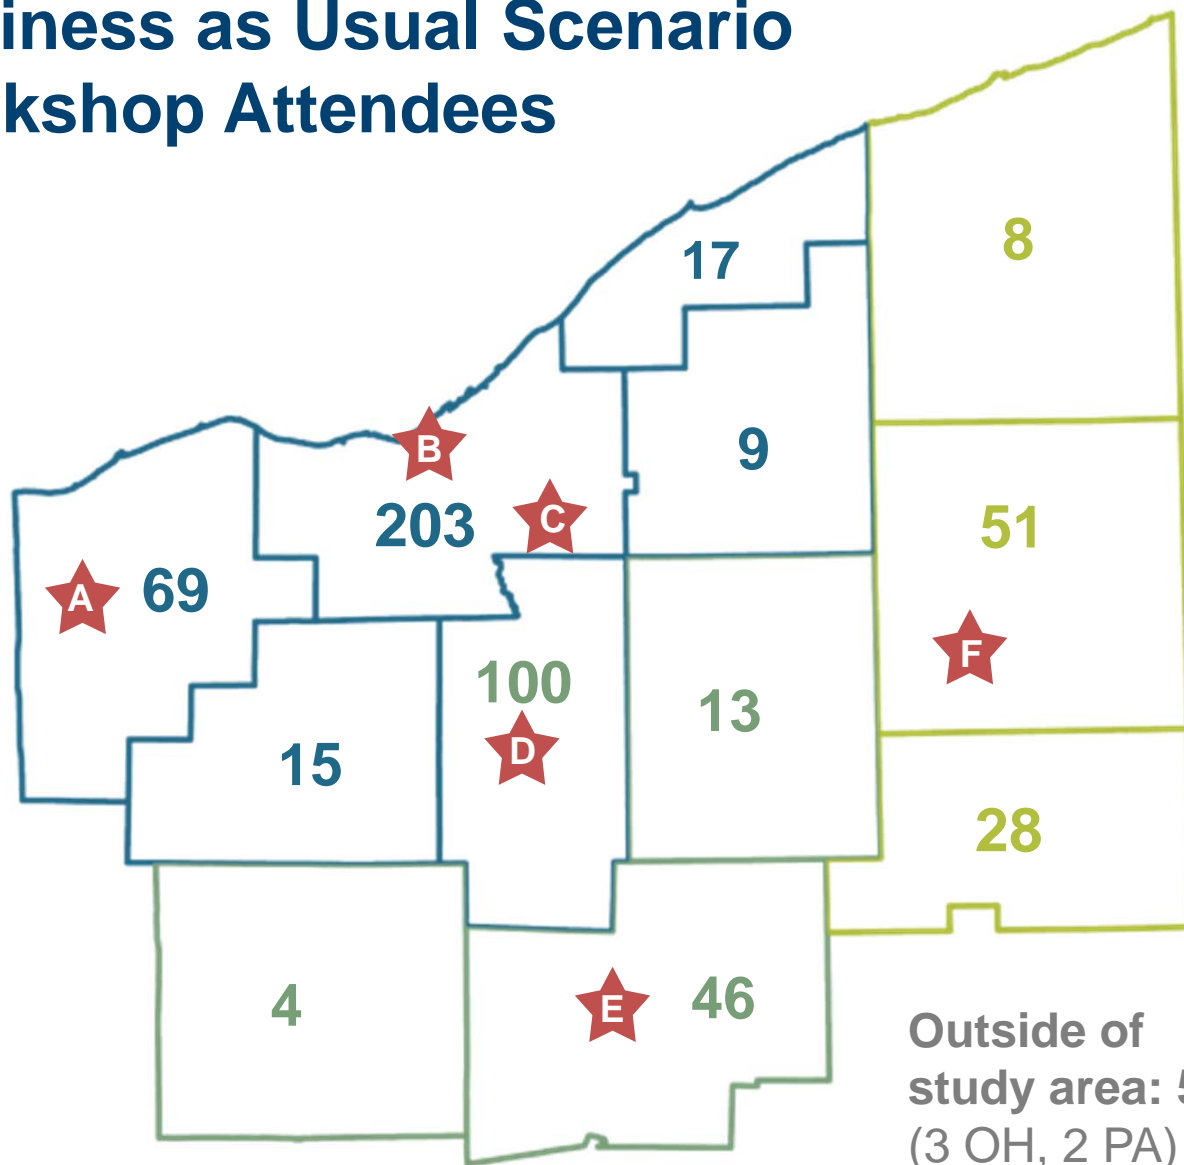 iness as Usual Scenario
kshop Attendees
17
8
9
B
203
C
51
A
69
F
100
13
D
15
28
4
E
46
Outside of
study area: 5
(3 OH, 2 PA)